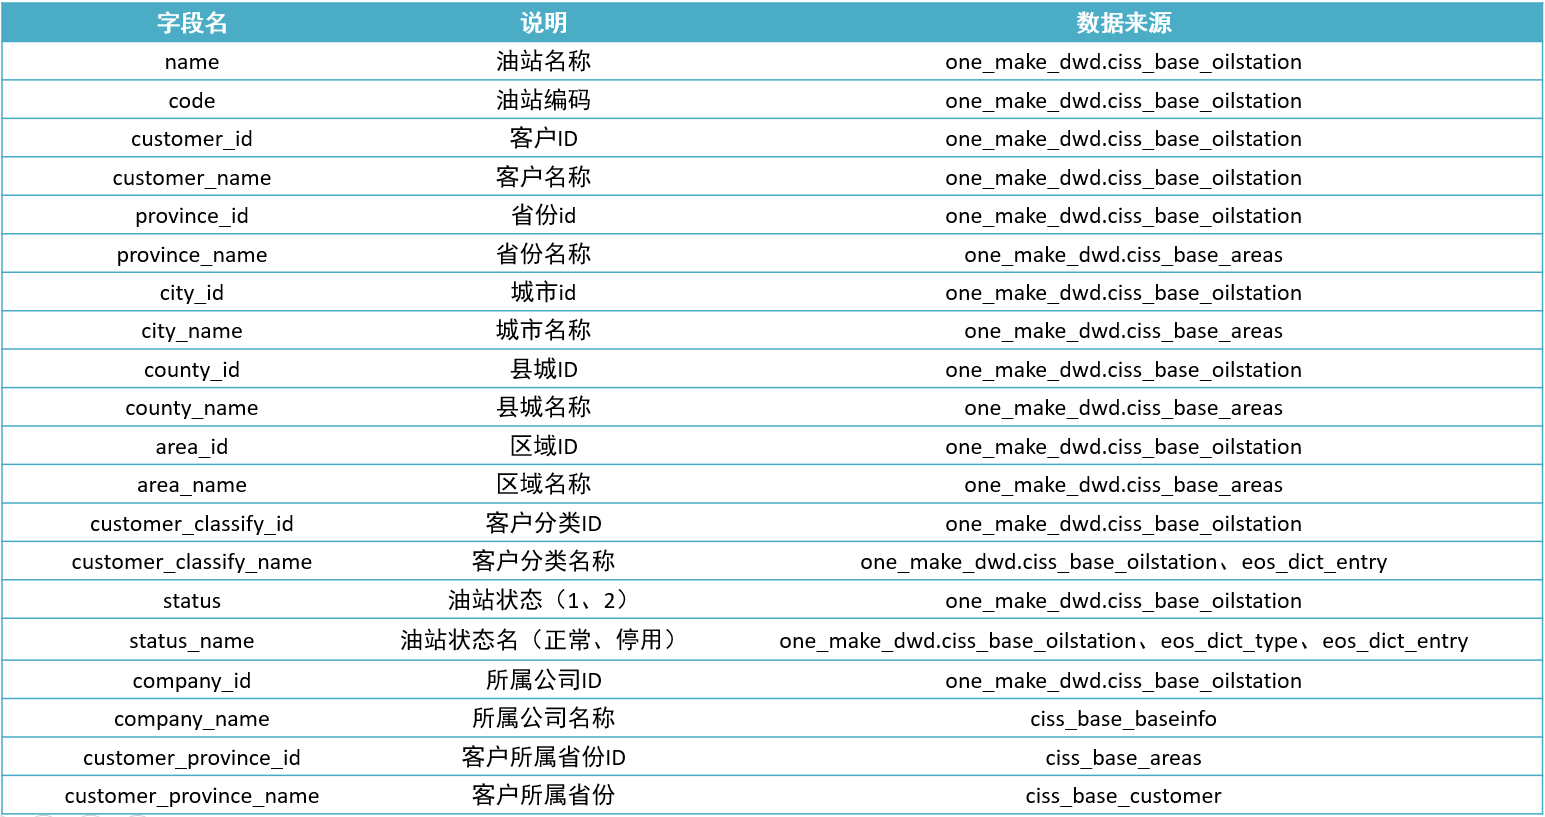 字段名 说明 数据来源
name 油站名称 one_make_dwd.ciss_base_oilstation
code 油站编码 one_make_dwd.ciss_base_oilstation
customer_id 客户ID one_make_dwd.ciss_base_oilstation
customer_name 客户名称 one_make_dwd.ciss_base_oilstation
province_id 省份id one_make_dwd.ciss_base_oilstation
province_name 省份名称 one_make_dwd.ciss_base_areas
city_id 城市id one_make_dwd.ciss_base_oilstation
city_name 城市名称 one_make_dwd.ciss_base_areas
county_id 县城ID one_make_dwd.ciss_base_oilstation
county_name 县城名称 one_make_dwd.ciss_base_areas
area_id 区域ID one_make_dwd.ciss_base_oilstation
area_name 区域名称 one_make_dwd.ciss_base_areas
customer_classify_id 客户分类ID one_make_dwd.ciss_base_oilstation
customer_classify_name 客户分类名称 one_make_dwd.ciss_base_oilstation、eos_dict_entry
status 油站状态（1、2） one_make_dwd.ciss_base_oilstation
status_name 油站状态名（正常、停用） one_make_dwd.ciss_base_oilstation、eos_dict_type、eos_dict_entry
company_id 所属公司ID one_make_dwd.ciss_base_oilstation
company_name 所属公司名称 ciss_base_baseinfo
customer_province_id 客户所属省份ID ciss_base_areas
customer_province_name 客户所属省份 ciss_base_customer